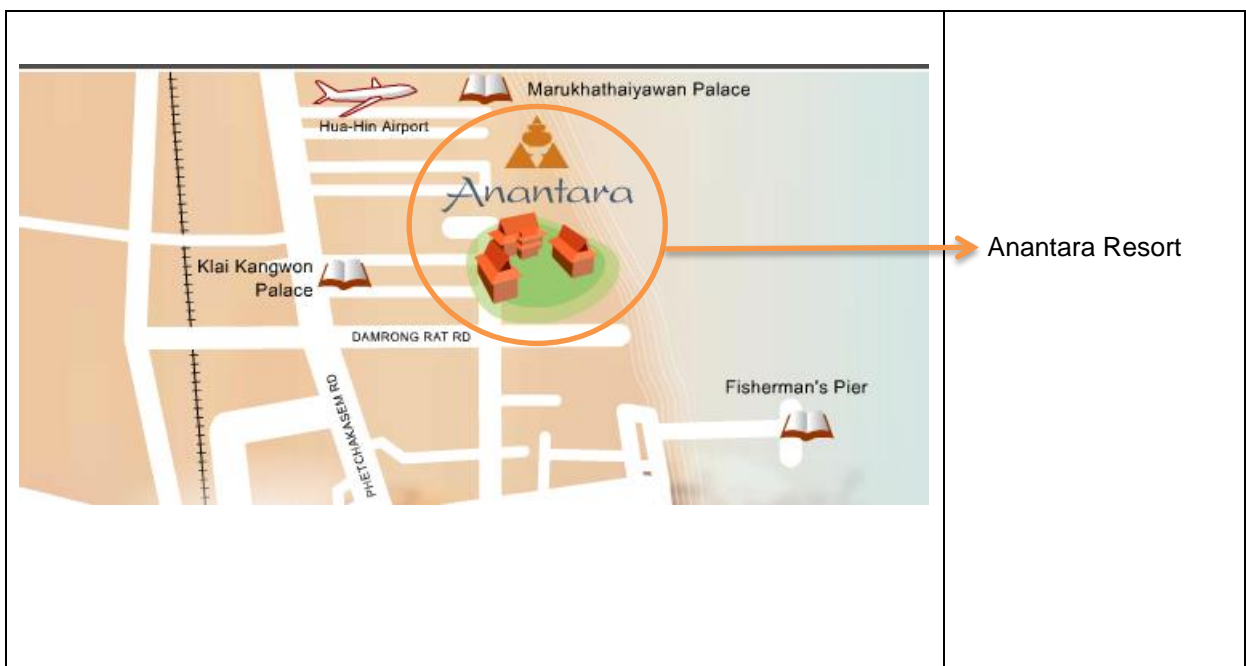 Marukhathaiyawan Palace
Hua-Hin Airport
Anantara
Anantara Resort
Klai Kangwon
Palace
DAMRONG RAT RD
PHETCHAKASEM RD
Fisherman's Pier